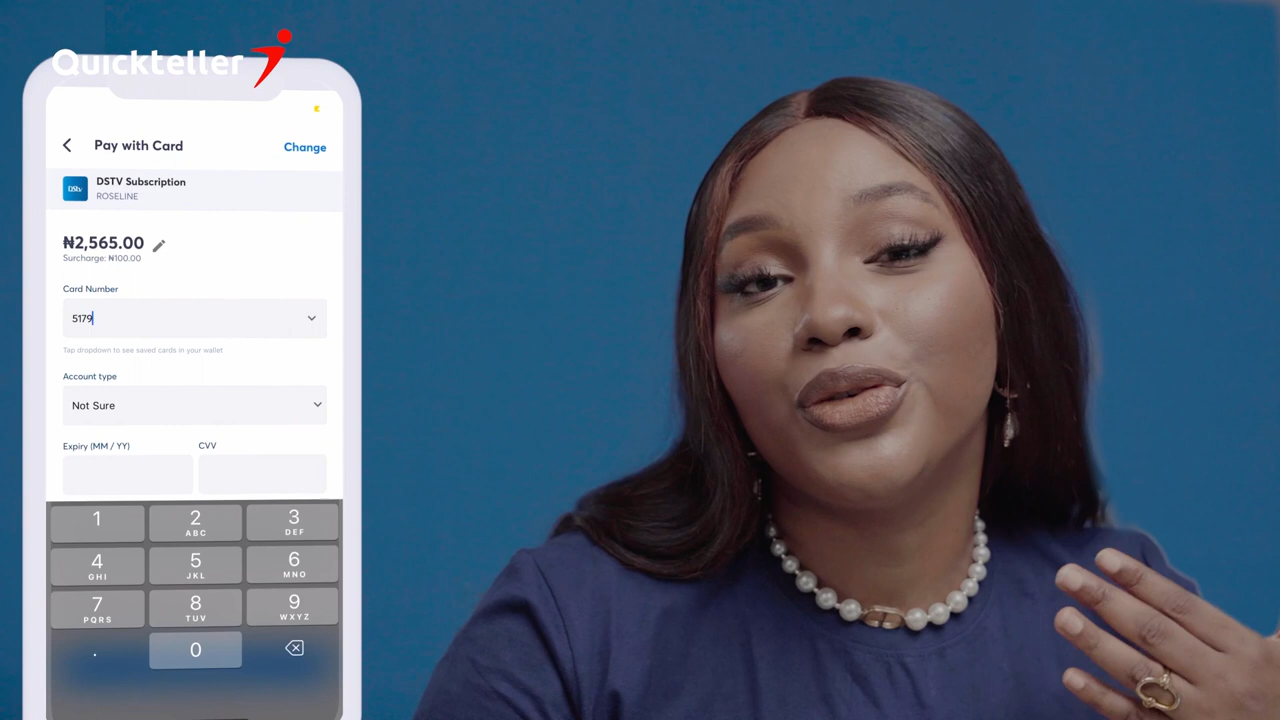 Quickteller
Pay with Card
Change
DStv
DSTV Subscription
ROSELINE
₦2,565.00
Surcharge: ₦100.00
Card Number
5179
Tap dropdown to see saved cards in your wallet
Account type
Not Sure
Expiry (MM / YY)
CVV
1
2
ABC
3
DEF
4
GHI
5
JKL
6
MNO
7
PQRS
8
TUV
9
WXYZ
.
0